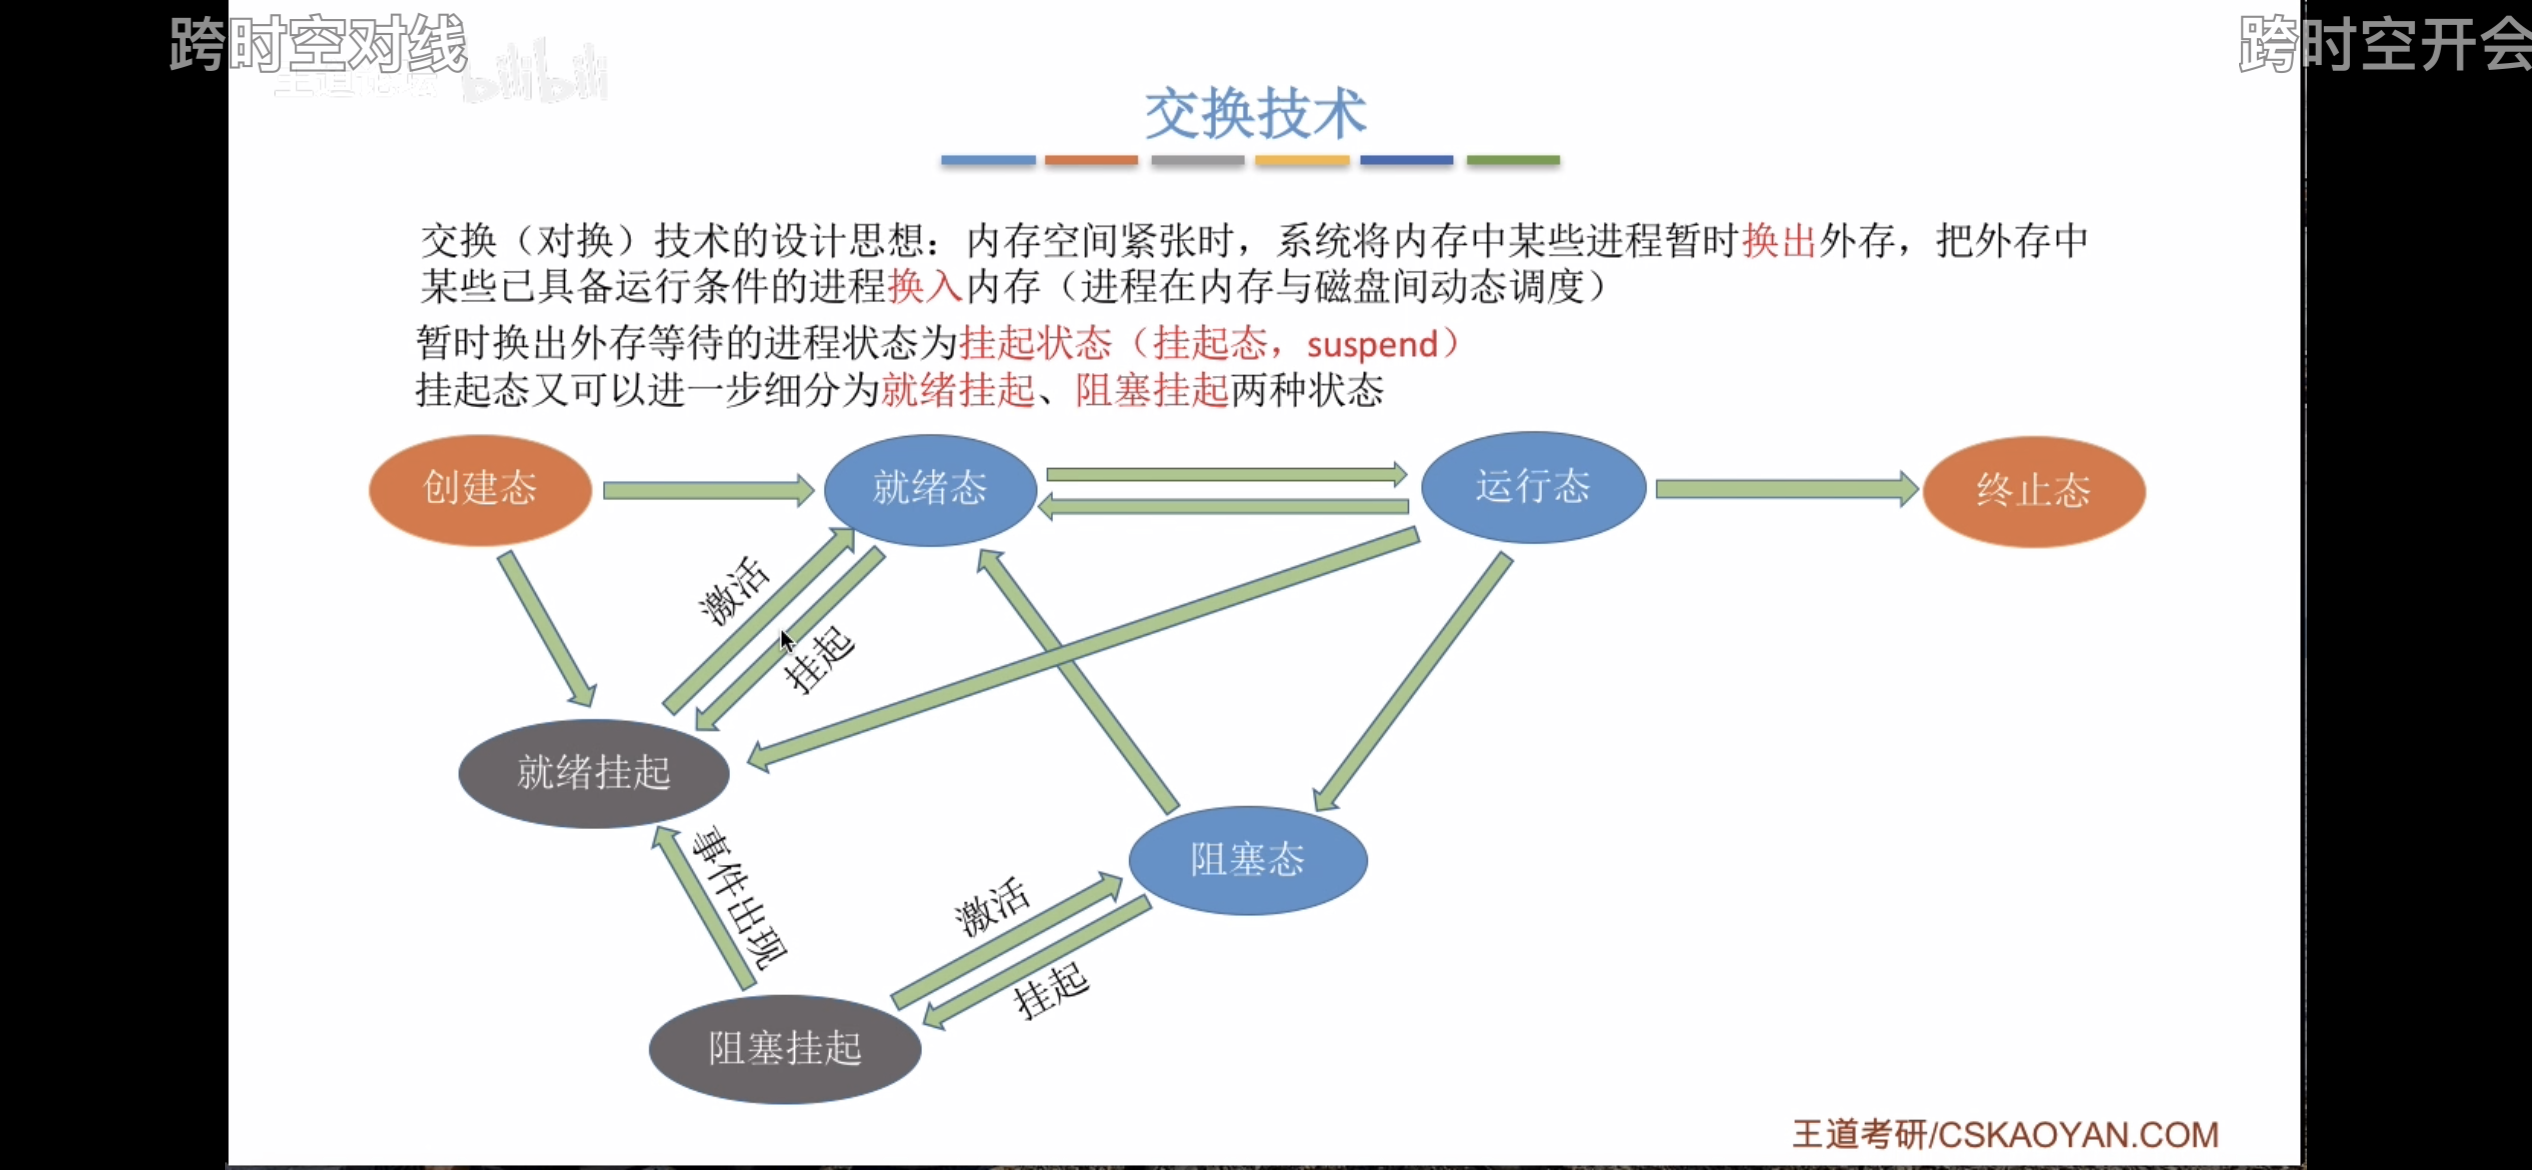 跨时空对线
跨时空开会
王道论坛 bilibili
交换技术
交换（对换）技术的设计思想：内存空间紧张时，系统将内存中某些进程暂时换出外存，把外存中
某些已具备运行条件的进程换入内存（进程在内存与磁盘间动态调度）
暂时换出外存等待的进程状态为挂起状态（挂起态，suspend）
挂起态又可以进一步细分为就绪挂起、阻塞挂起两种状态
创建态
就绪态
运行态
终止态
激活
挂起
就绪挂起
事件出现
阻塞态
激活
挂起
阻塞挂起
王道考研/CSKAOYAN.COM